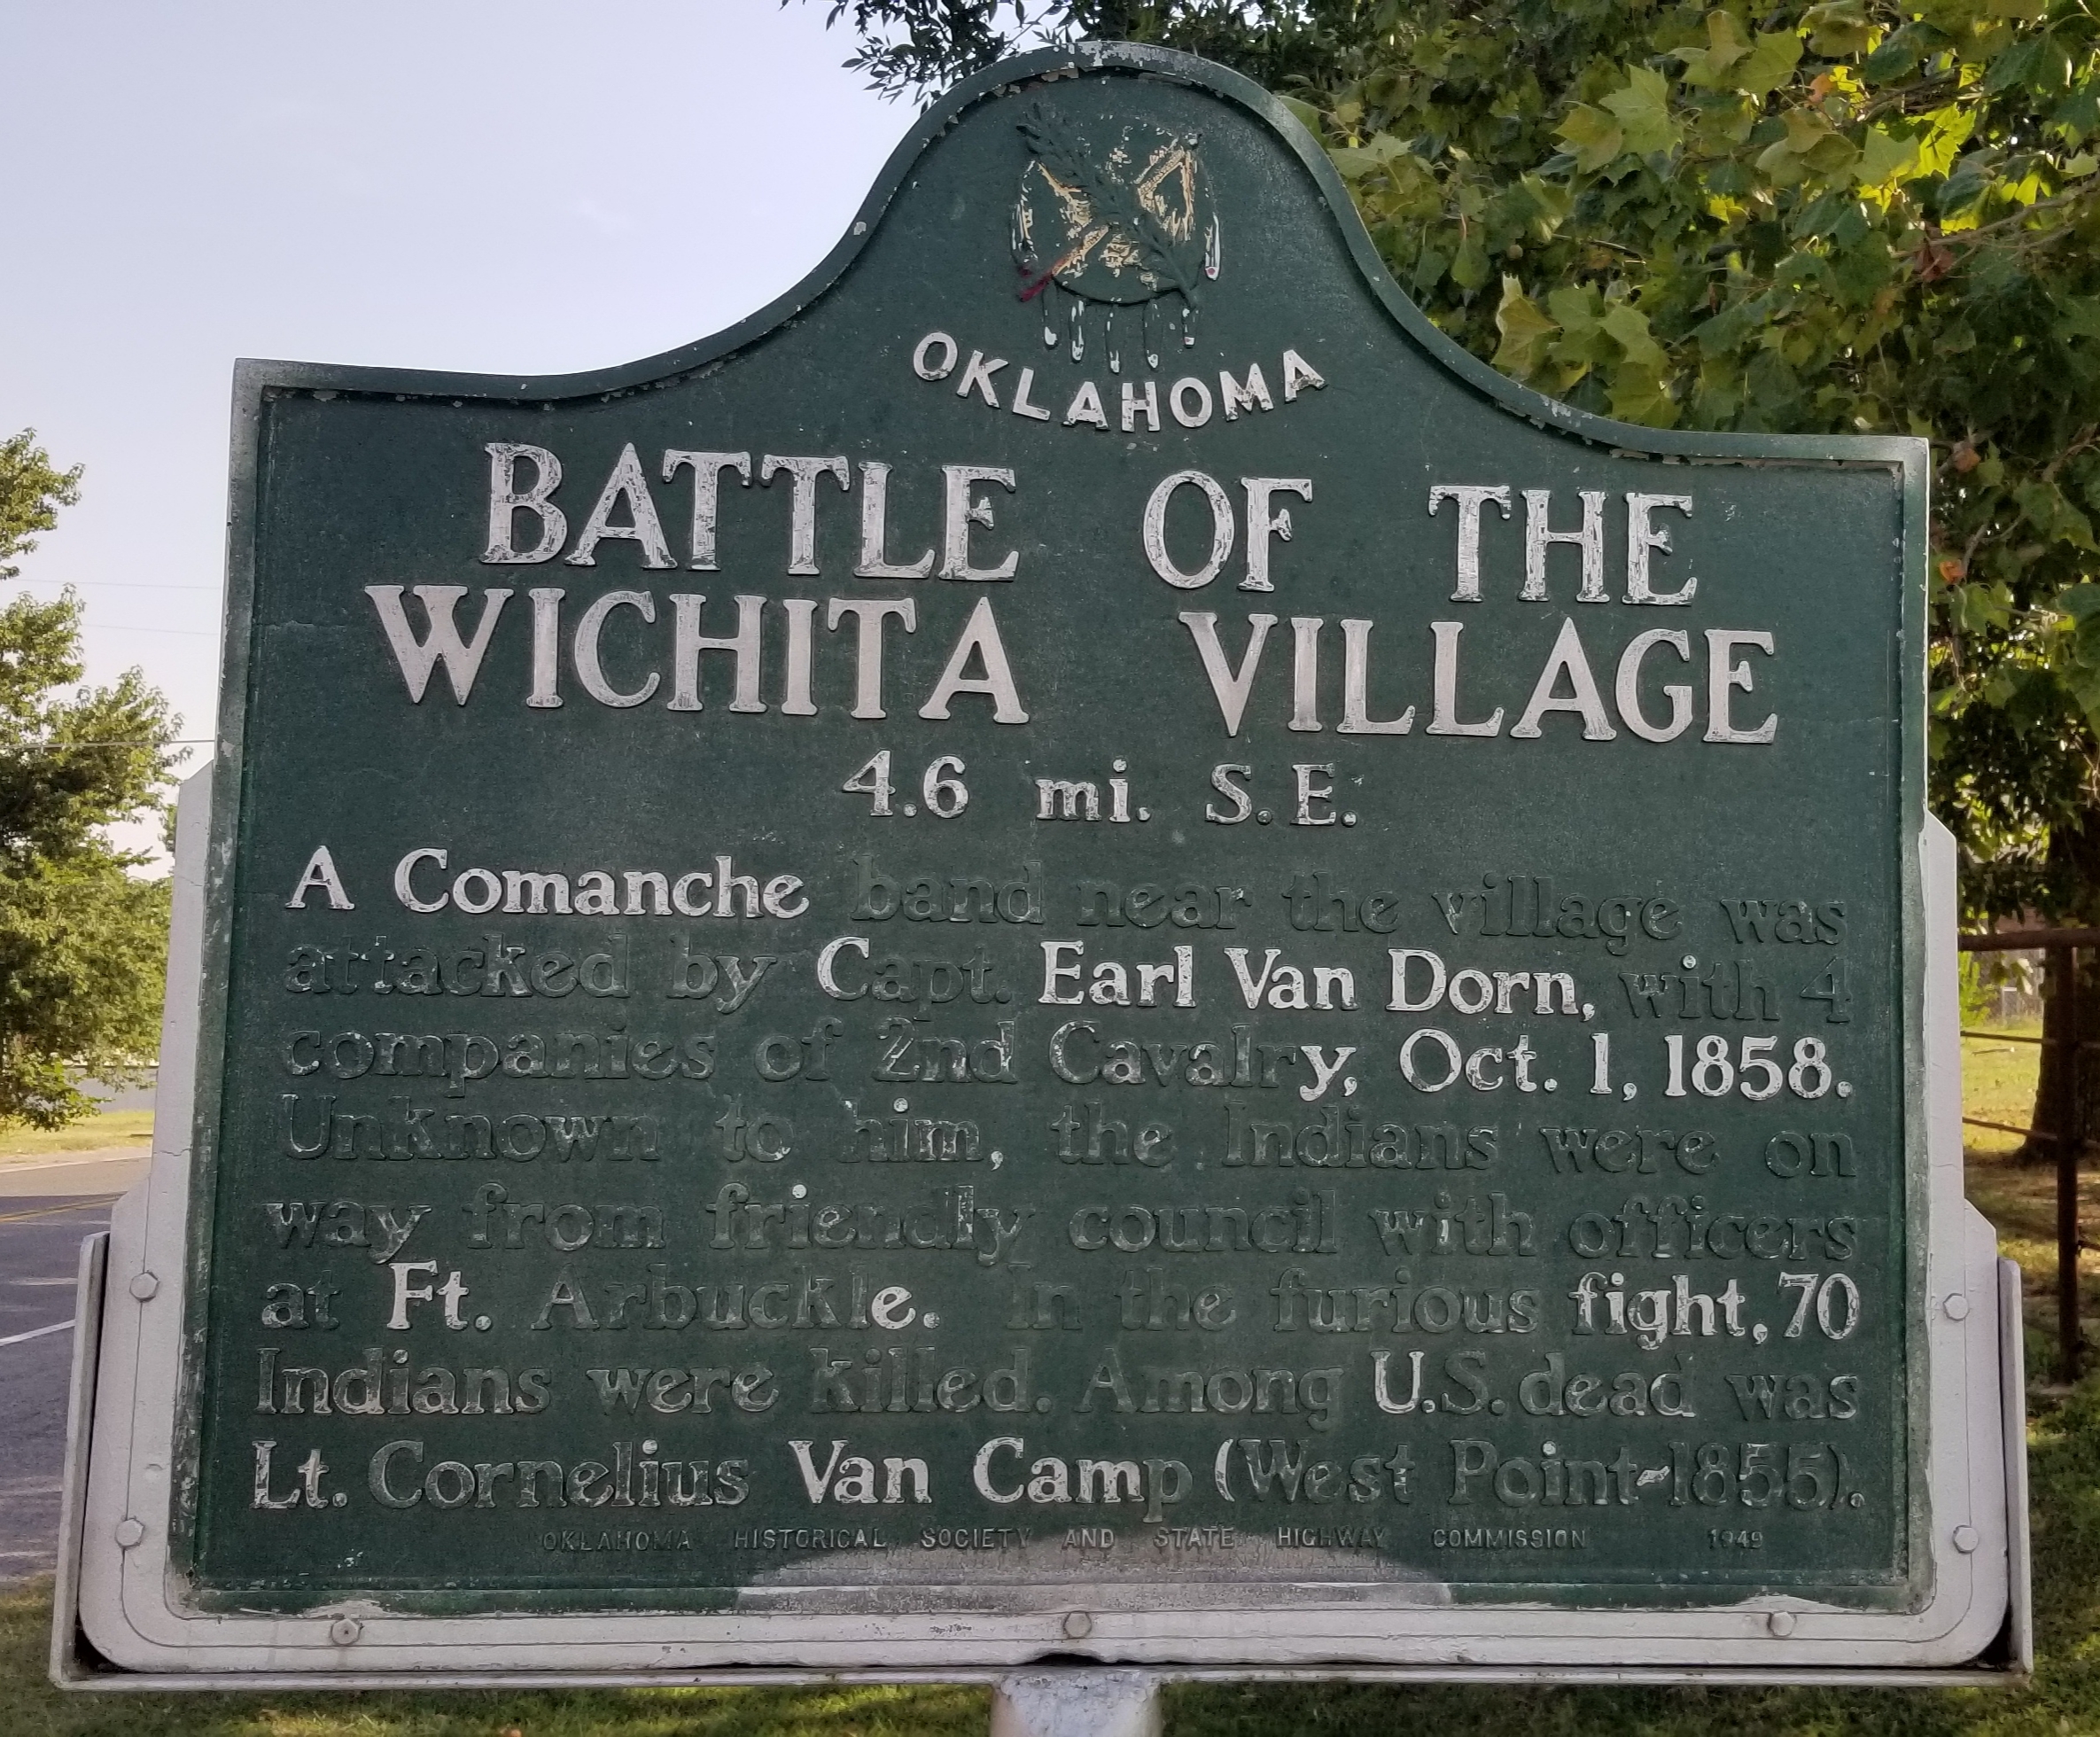 OKLAHOMA
BATTLE OF THE
WICHITA VILLAGE
4.6 mi. S.E.
A Comanche band near the village was
attacked by Capt. Earl Van Dorn, with 4
companies of 2nd Cavalry, Oct. 1, 1858.
Unknown to him, the Indians were on
way from friendly council with officers
at Ft. Arbuckle. In the furious fight, 70
Indians were killed. Among U.S. dead was
Lt. Cornelius Van Camp (West Point-1855).
OKLAHOMA HISTORICAL SOCIETY AND STATE HIGHWAY COMMISSION 1949